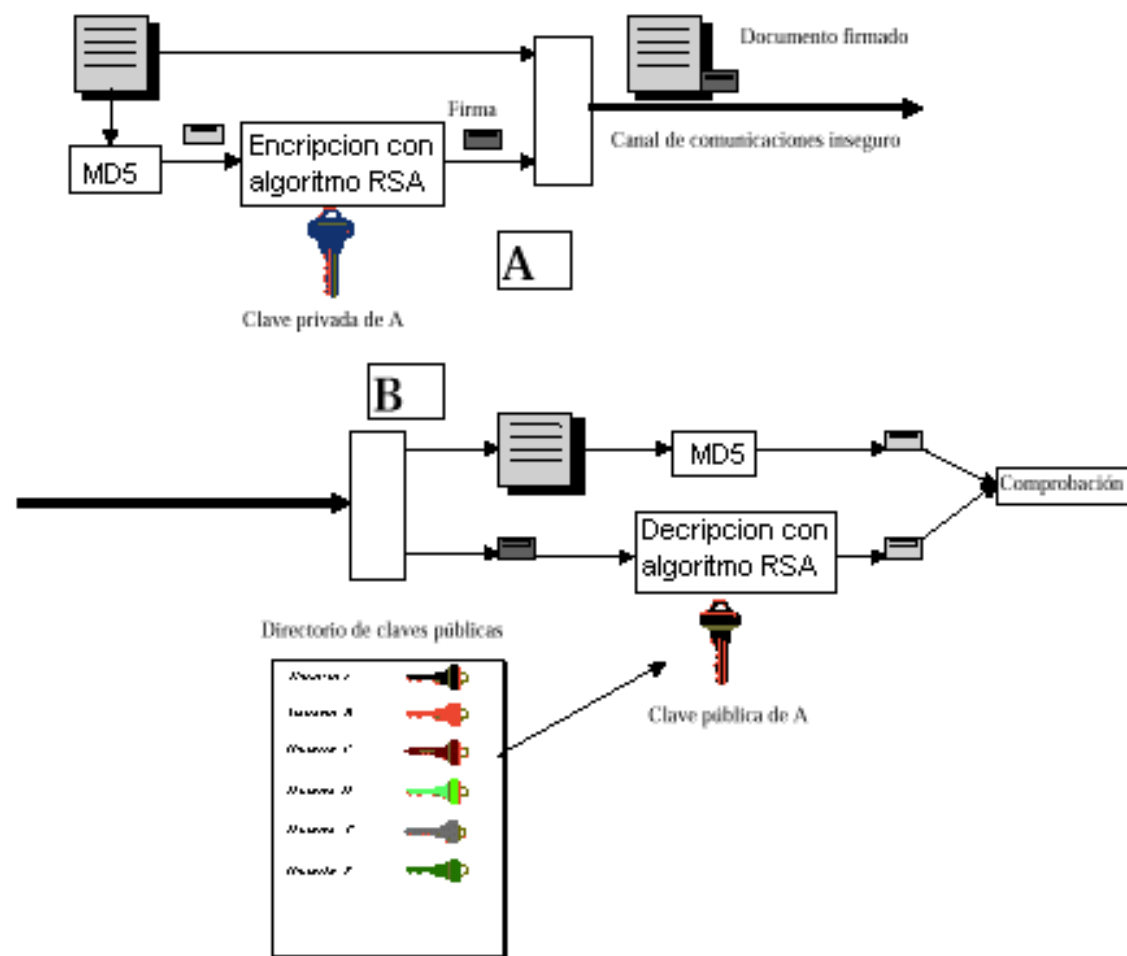 Documento firmado
Firma
Canal de comunicaciones inseguro
MD5
Encripcion con
algoritmo RSA
A
Clave privada de A
B
MD5
Comprobación
Decripcion con
algoritmo RSA
Directorio de claves públicas
Clave pública de A